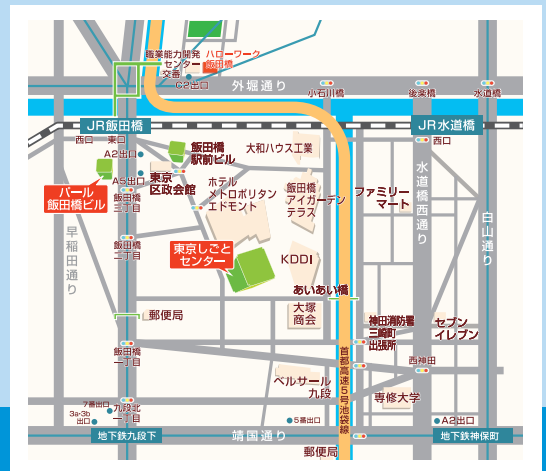 職業能力開発
センター
交番
ハローワーク
飯田橋
C2出口
外堀通り
小石川橋
後楽橋
水道橋
JR飯田橋
JR水道橋
西口
東口
西口
A2出口
飯田橋
駅前ビル
大和ハウス工業
A5出口
東京
区政会館
パール
飯田橋ビル
飯田橋
三丁目
ホテル
メトロポリタン
エドモント
飯田橋
アイガーデン
テラス
ファミリー
マート
水道橋西通り
白山通り
早稲田通り
飯田橋
二丁目
東京しごと
センター
KDDI
あいあい橋
郵便局
大塚
商会
神田消防署
三崎町
出張所
セブン
イレブン
飯田橋
一丁目
首都高速5号池袋線
西神田
ベルサール
九段
専修大学
7番出口
3a・3b
出口
九段北
一丁目
5番出口
A2出口
地下鉄九段下
靖国通り
地下鉄神保町
郵便局